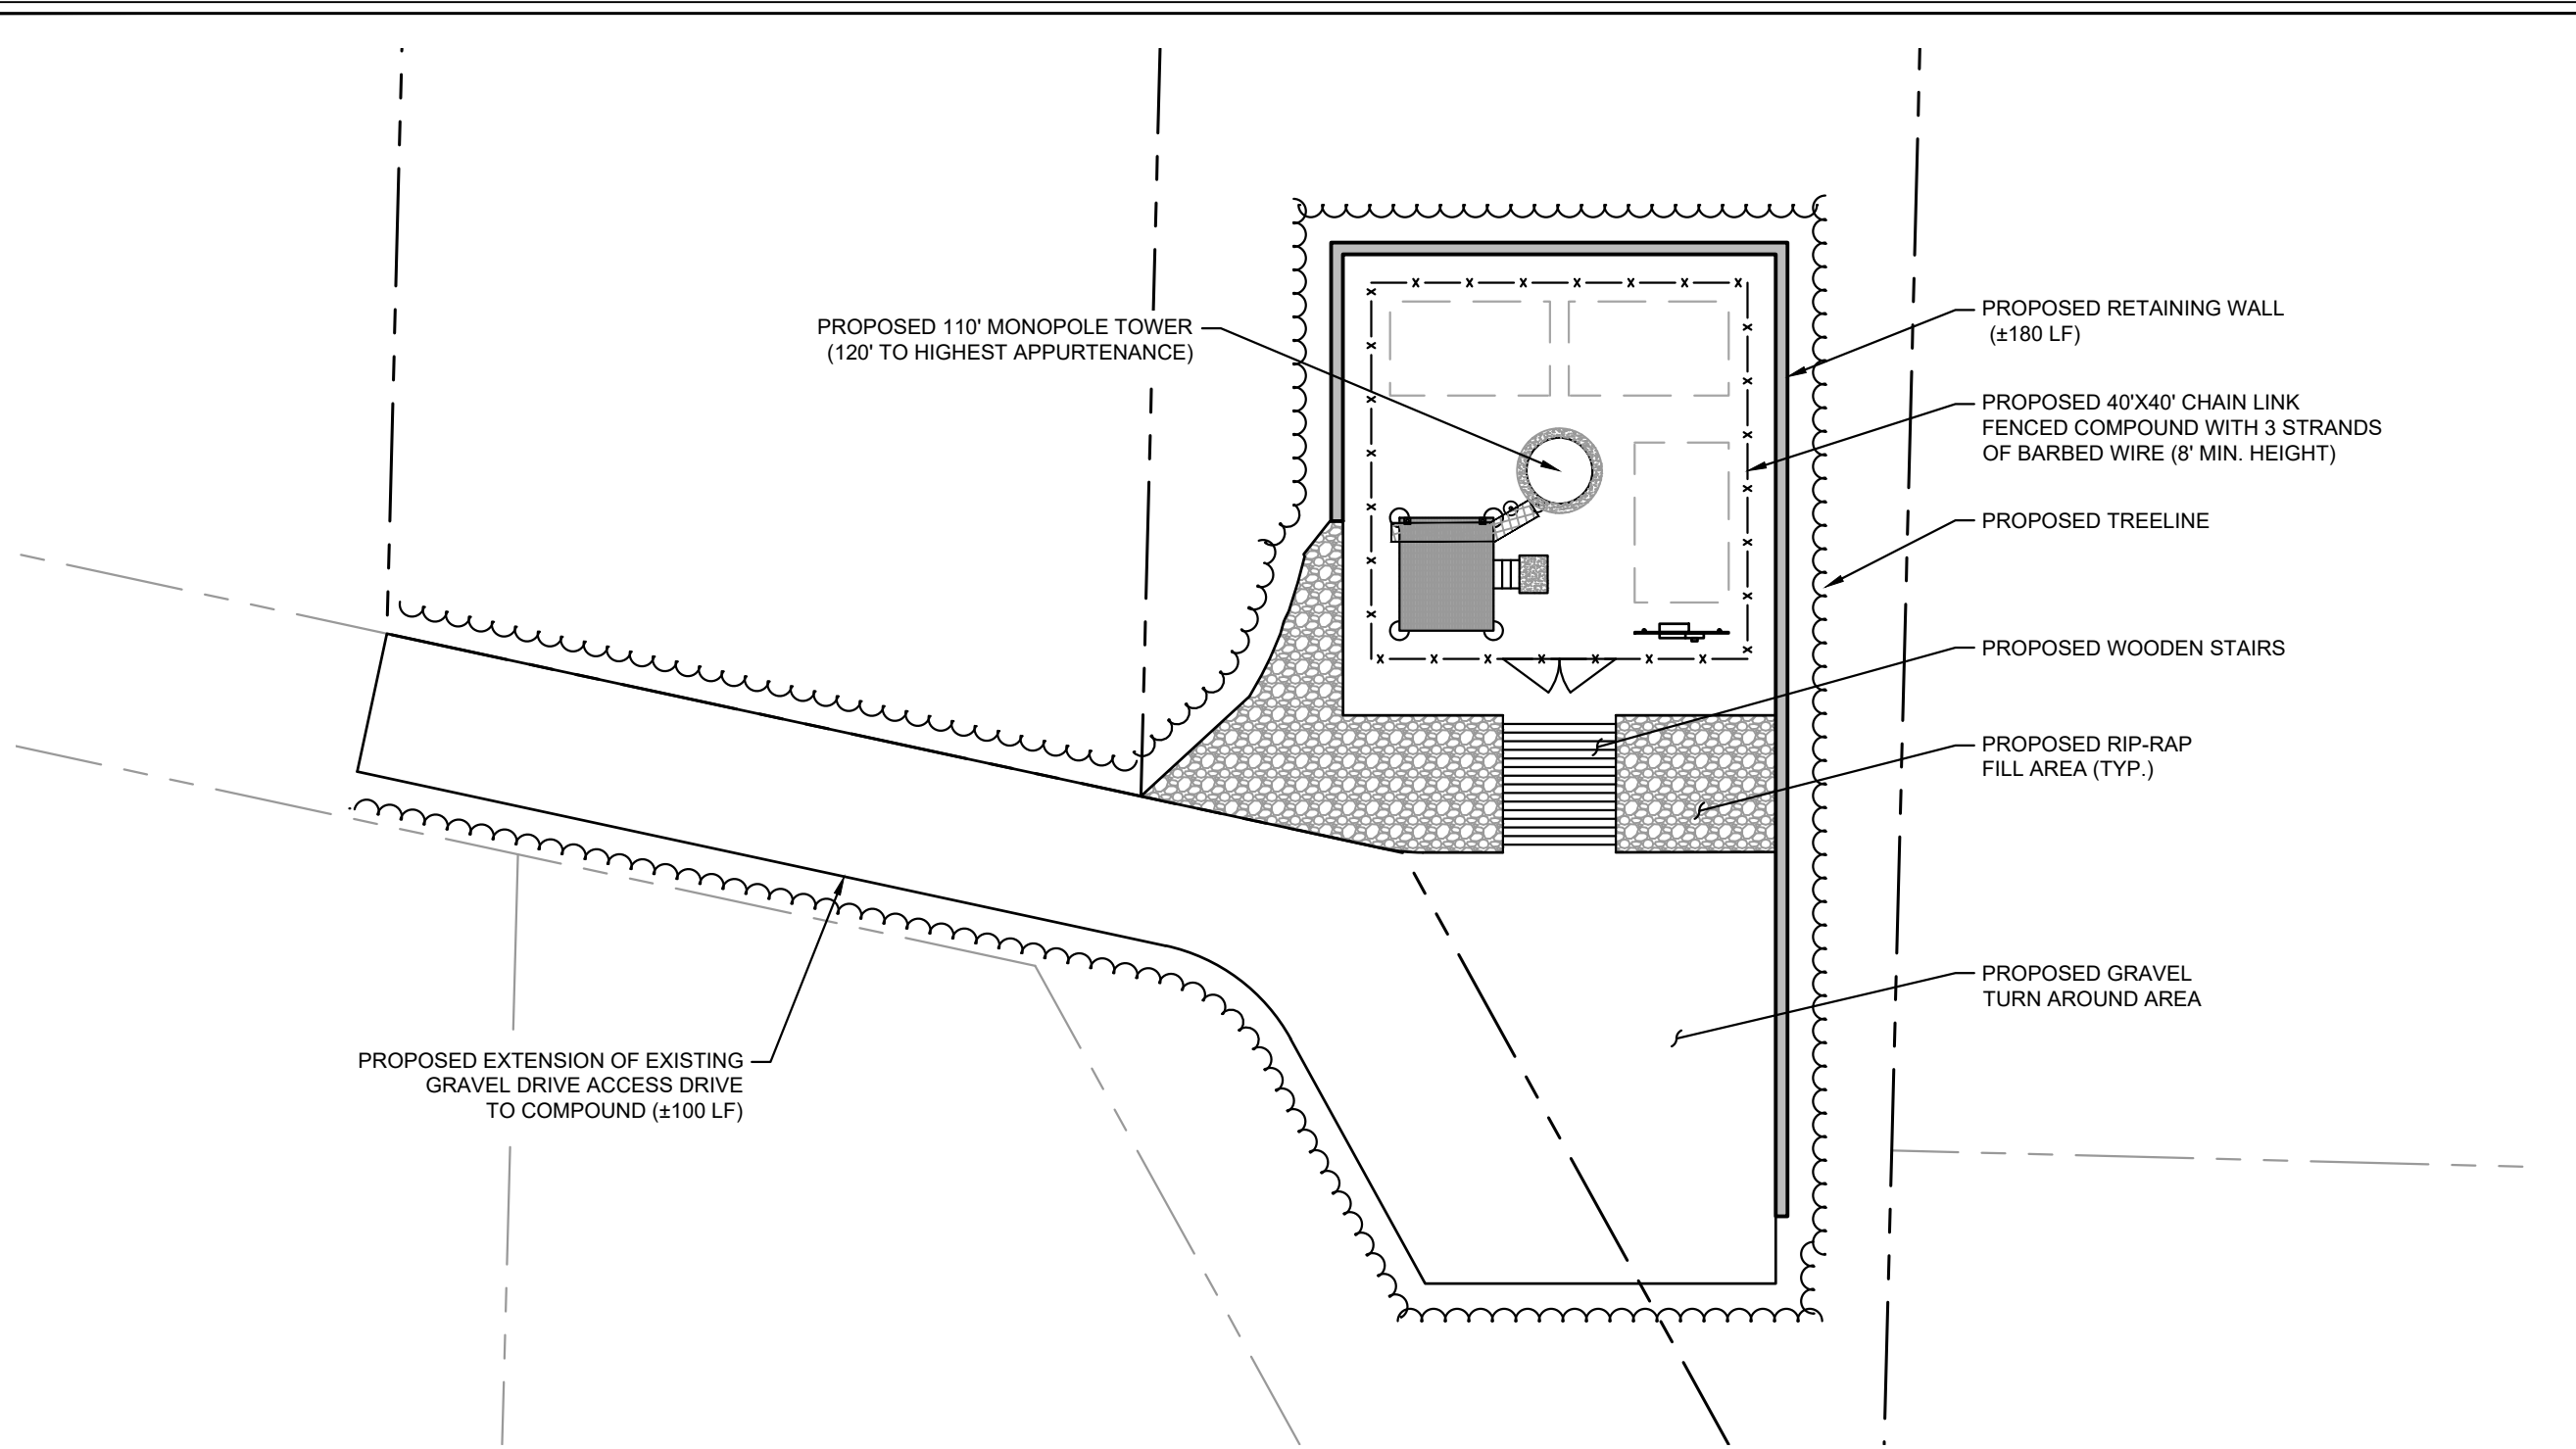 PROPOSED 110' MONOPOLE TOWER
(120' TO HIGHEST APPURTENANCE)
PROPOSED RETAINING WALL
(±180 LF)
PROPOSED 40'X40' CHAIN LINK
FENCED COMPOUND WITH 3 STRANDS
OF BARBED WIRE (8' MIN. HEIGHT)
PROPOSED TREELINE
PROPOSED WOODEN STAIRS
PROPOSED RIP-RAP
FILL AREA (TYP.)
PROPOSED GRAVEL
TURN AROUND AREA
PROPOSED EXTENSION OF EXISTING
GRAVEL DRIVE ACCESS DRIVE
TO COMPOUND (±100 LF)